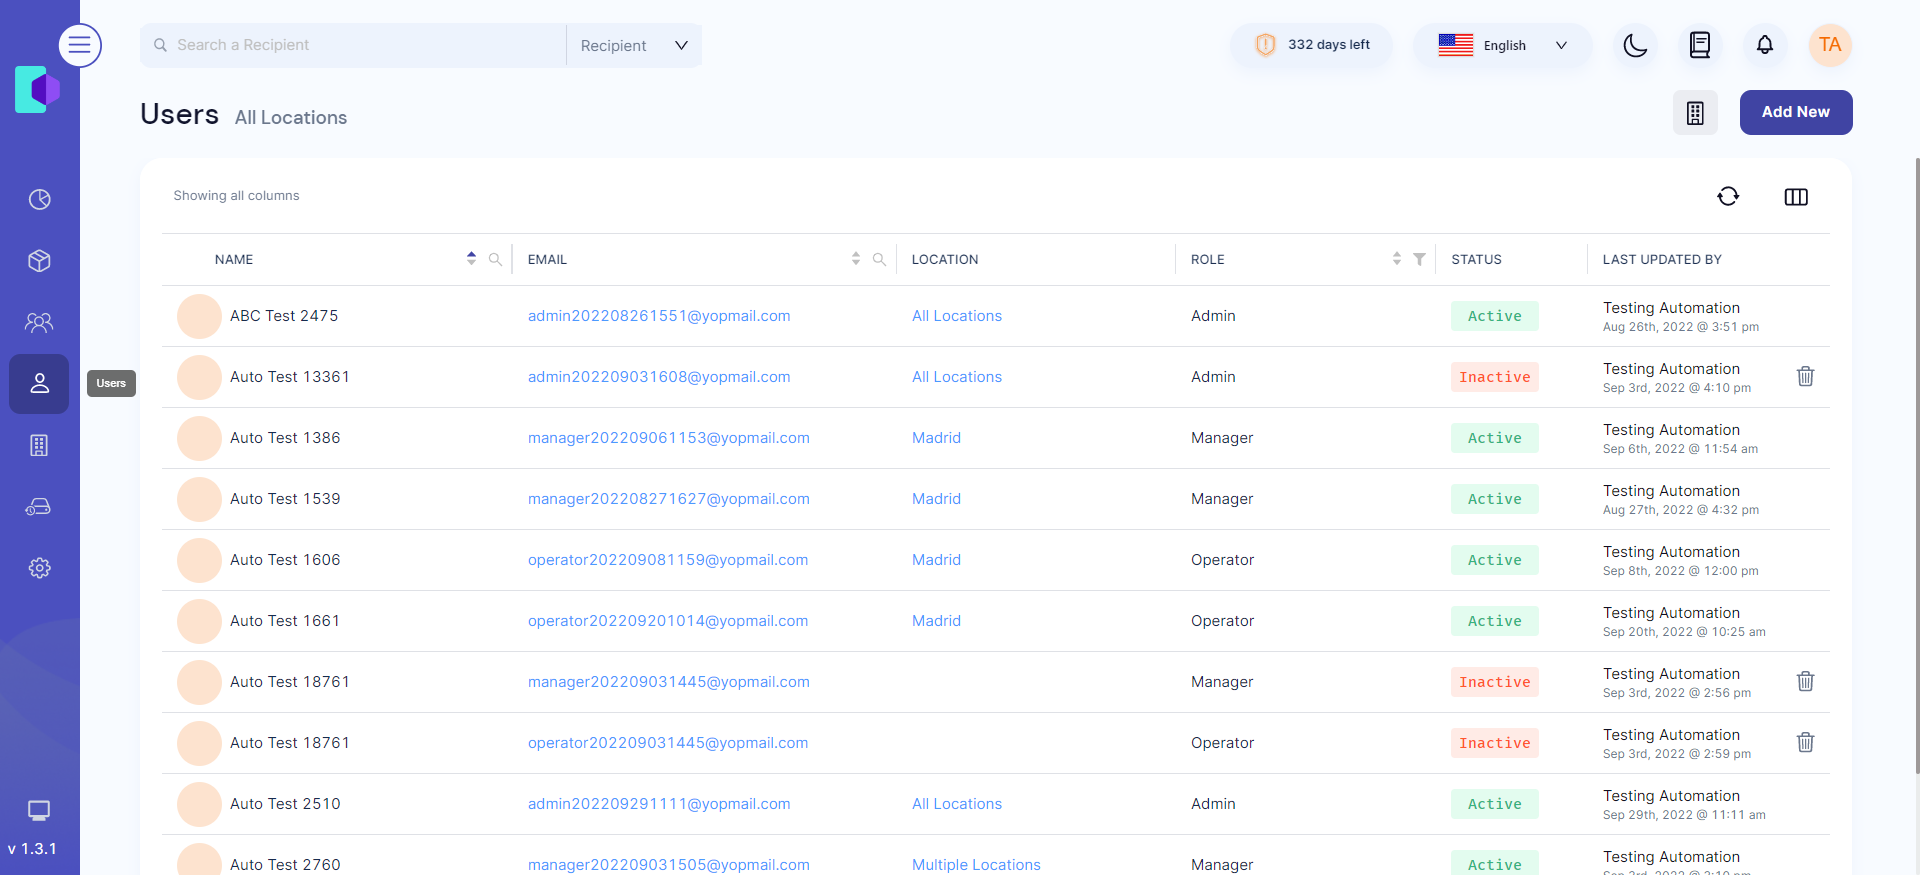 Search a Recipient
Recipient
332 days left
English
TA
Users
All Locations
Add New
Showing all columns
NAME
EMAIL
LOCATION
ROLE
STATUS
LAST UPDATED BY
ABC Test 2475
admin202208261551@yopmail.com
All Locations
Admin
Active
Testing Automation
Aug 26th, 2022 @ 3:51 pm
Auto Test 13361
admin202209031608@yopmail.com
All Locations
Admin
Inactive
Testing Automation
Sep 3rd, 2022 @ 4:10 pm
Users
Auto Test 1386
manager202209061153@yopmail.com
Madrid
Manager
Active
Testing Automation
Sep 6th, 2022 @ 11:54 am
Auto Test 1539
manager202208271627@yopmail.com
Madrid
Manager
Active
Testing Automation
Aug 27th, 2022 @ 4:32 pm
Auto Test 1606
operator202209081159@yopmail.com
Madrid
Operator
Active
Testing Automation
Sep 8th, 2022 @ 12:00 pm
Auto Test 1661
operator202209201014@yopmail.com
Madrid
Operator
Active
Testing Automation
Sep 20th, 2022 @ 10:25 am
Auto Test 18761
manager202209031445@yopmail.com
Manager
Inactive
Testing Automation
Sep 3rd, 2022 @ 2:56 pm
Auto Test 18761
operator202209031445@yopmail.com
Operator
Inactive
Testing Automation
Sep 3rd, 2022 @ 2:59 pm
Auto Test 2510
admin202209291111@yopmail.com
All Locations
Admin
Active
Testing Automation
Sep 29th, 2022 @ 11:11 am
Auto Test 2760
manager202209031505@yopmail.com
Multiple Locations
Manager
Active
Testing Automation
v 1.3.1